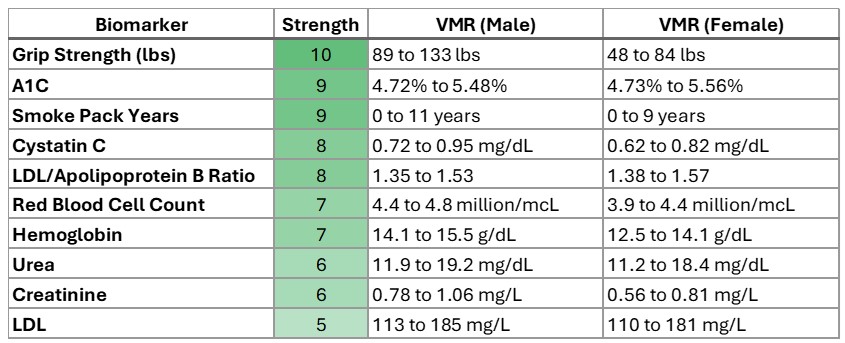 Biomarker Strength VMR (Male) VMR (Female)
Grip Strength (lbs) 10 89 to 133 lbs 48 to 84 lbs
A1C 9 4.72% to 5.48% 4.73% to 5.56%
Smoke Pack Years 9 0 to 11 years 0 to 9 years
Cystatin C 8 0.72 to 0.95 mg/dL 0.62 to 0.82 mg/dL
LDL/Apolipoprotein B Ratio 8 1.35 to 1.53 1.38 to 1.57
Red Blood Cell Count 7 4.4 to 4.8 million/mcL 3.9 to 4.4 million/mcL
Hemoglobin 7 14.1 to 15.5 g/dL 12.5 to 14.1 g/dL
Urea 6 11.9 to 19.2 mg/dL 11.2 to 18.4 mg/dL
Creatinine 6 0.78 to 1.06 mg/L 0.56 to 0.81 mg/L
LDL 5 113 to 185 mg/L 110 to 181 mg/L